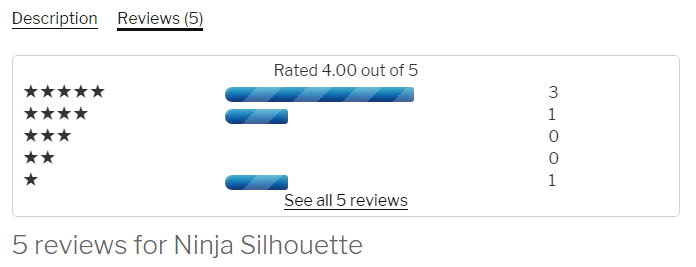 Description Reviews (5)
Rated 4.00 out of 5
★★★★★ 3
★★★★ 1
★★★ 0
★★ 0
★ 1
See all 5 reviews
5 reviews for Ninja Silhouette